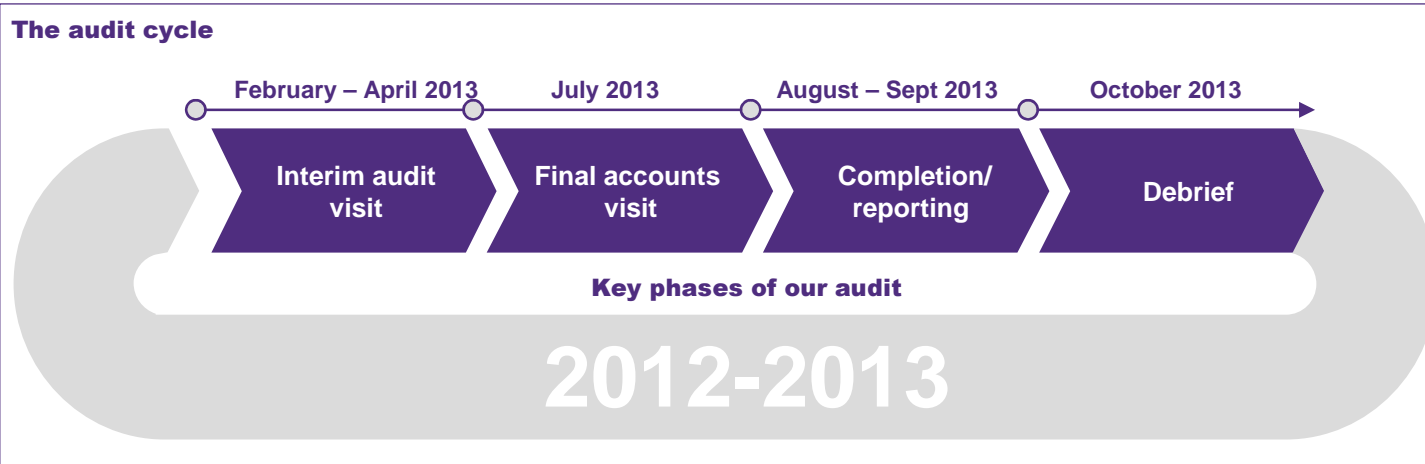 The audit cycle
February – April 2013
July 2013
August – Sept 2013
October 2013
Interim audit
visit
Final accounts
visit
Completion/
reporting
Debrief
Key phases of our audit
2012-2013